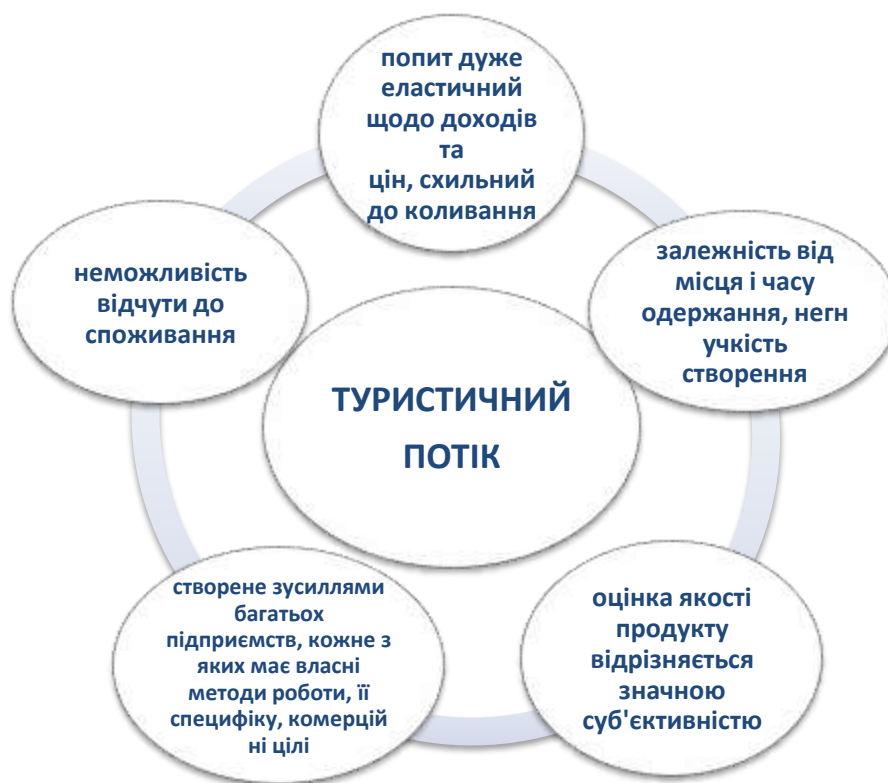 попит дуже
еластичний
щодо доходів
та
цін, схильний
до коливання
неможливість
відчути до
споживання
залежність від
місця і часу
одержання, негн
учкість
створення
ТУРИСТИЧНИЙ
ПОТІК
створене зусиллями
багатьох
підприємств, кожне з
яких має власні
методи роботи, її
специфіку, комерцій
ні цілі
оцінка якості
продукту
відрізняється
значною
суб'єктивністю